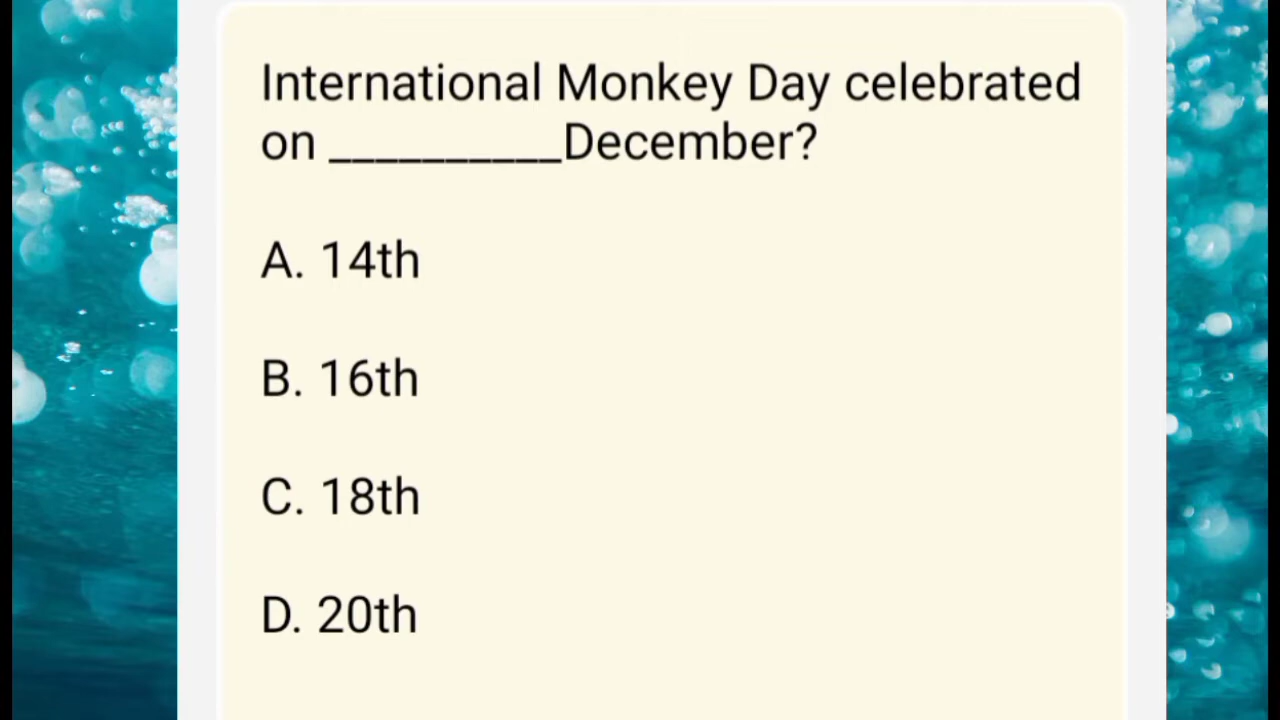 International Monkey Day celebrated
on __________December?
A. 14th
B. 16th
C. 18th
D. 20th